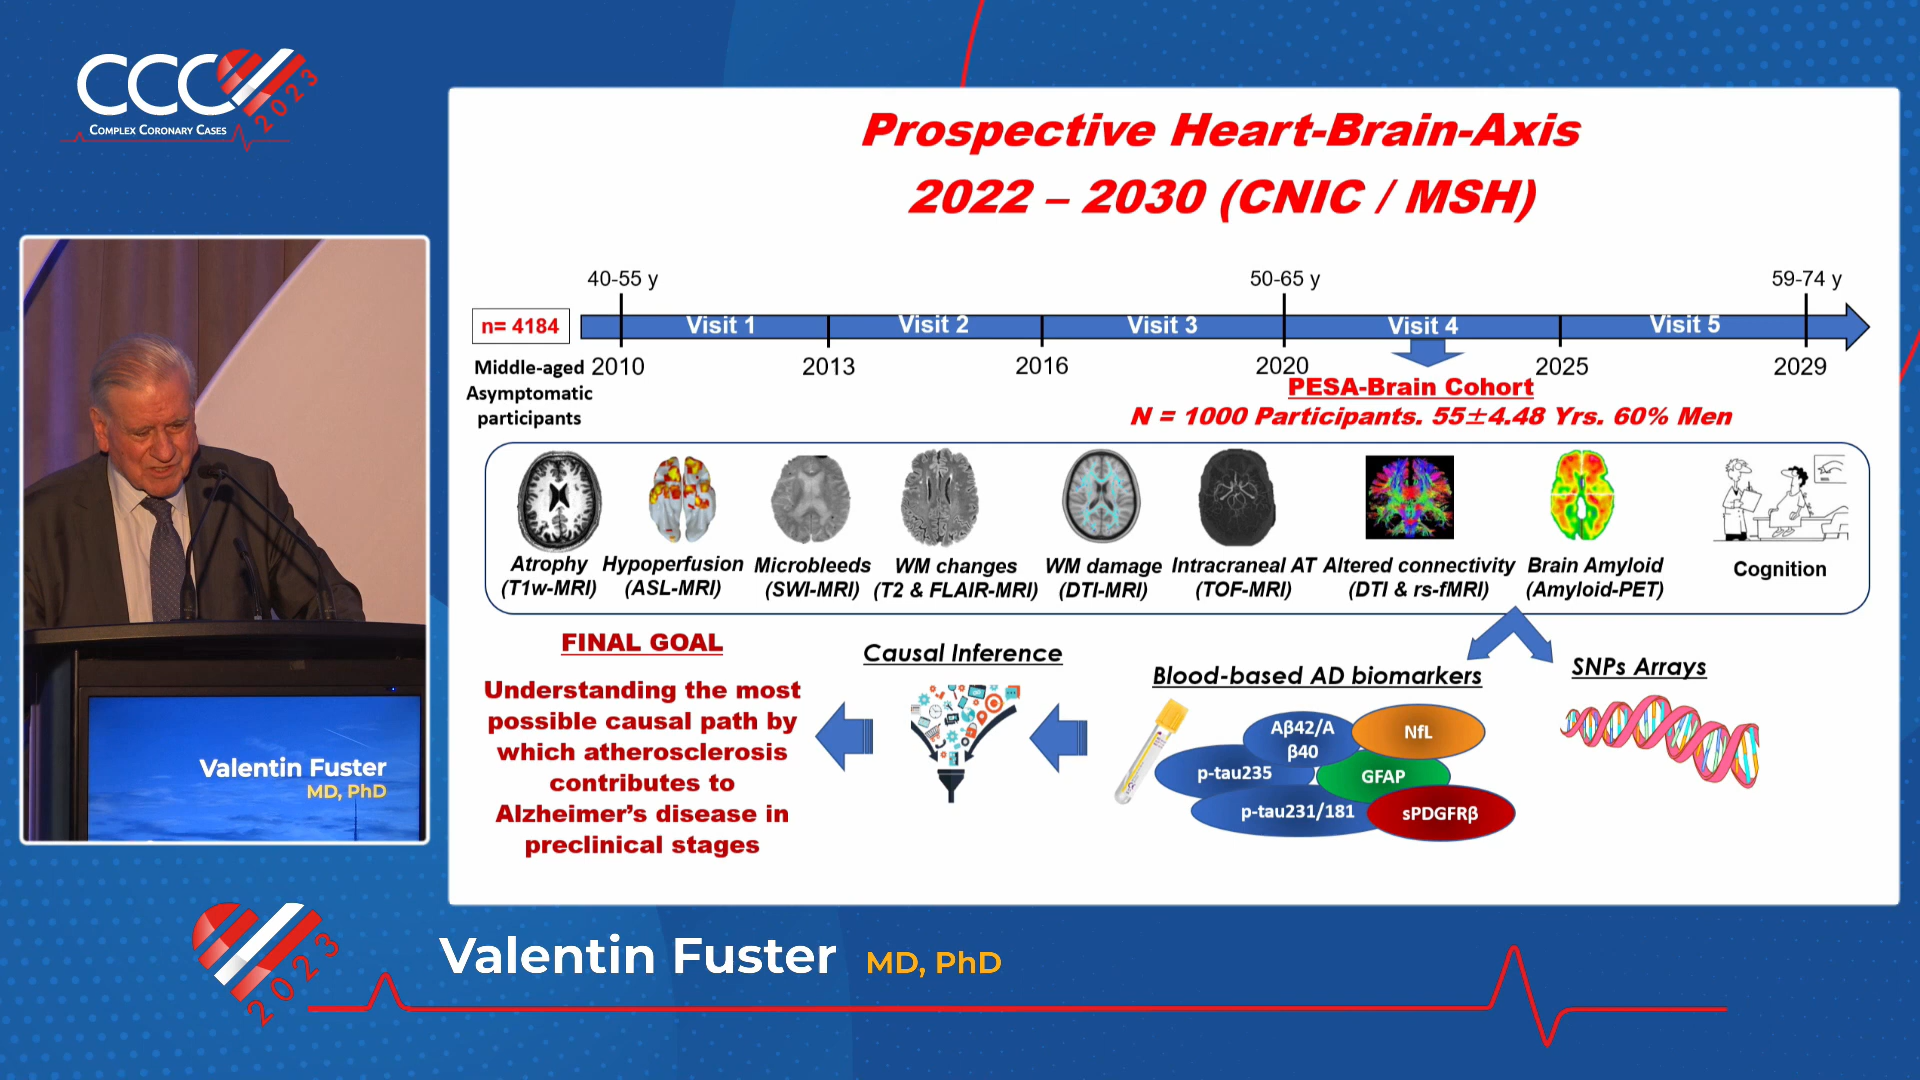 CCC
2023
COMPLEX CORONARY CASES
Prospective Heart-Brain-Axis
2022 – 2030 (CNIC / MSH)
40-55 y
50-65 y
59-74 y
n= 4184
Visit 1
Visit 2
Visit 3
Visit 4
Visit 5
Middle-aged
Asymptomatic
participants
2010
2013
2016
2020
2025
2029
PESA-Brain Cohort
N = 1000 Participants. 55±4.48 Yrs. 60% Men
Atrophy
(T1w-MRI)
Hypoperfusion
(ASL-MRI)
Microbleeds
(SWI-MRI)
WM changes
(T2 & FLAIR-MRI)
WM damage
(DTI-MRI)
Intracraneal AT
(TOF-MRI)
Altered connectivity
(DTI & rs-fMRI)
Brain Amyloid
(Amyloid-PET)
Cognition
FINAL GOAL
Understanding the most
possible causal path by
which atherosclerosis
contributes to
Alzheimer's disease in
preclinical stages
Causal Inference
Blood-based AD biomarkers
Aβ42/A
β40
NfL
p-tau235
GFAP
p-tau231/181
sPDGFRβ
SNPs Arrays
Valentin Fuster
MD, PhD
2023
Valentin Fuster MD, PhD